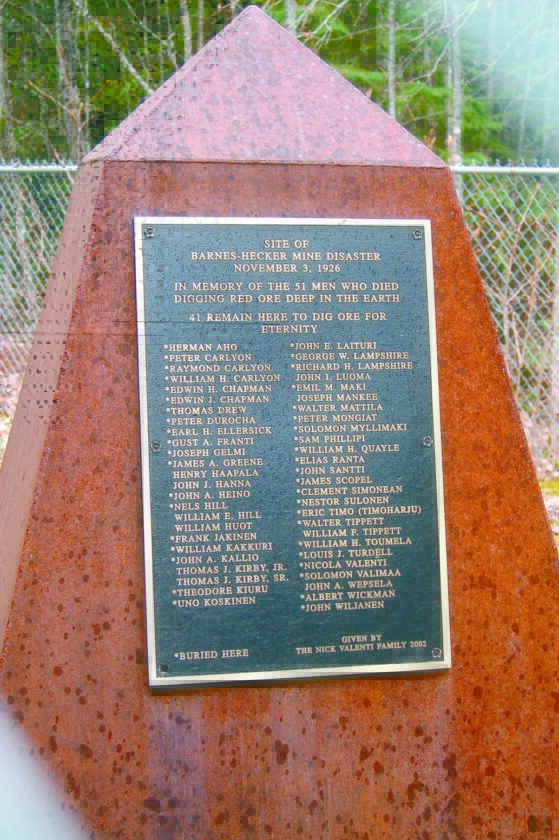 SITE OF
BARNES-HECKER MINE DISASTER
NOVEMBER 3, 1926
IN MEMORY OF THE 51 MEN WHO DIED
DIGGING RED ORE DEEP IN THE EARTH
41 REMAIN HERE TO DIG ORE FOR
ETERNITY
*HERMAN AHO
*PETER CARLYON
*RAYMOND CARLYON
*WILLIAM H. CARLYON
*EDWIN H. CHAPMAN
*EDWIN J. CHAPMAN
*THOMAS DREW
*PETER DUROCHA
*EARL H. ELLERSICK
*GUST A. FRANTI
*JOSEPH GELMI
*JAMES A. GREENE
HENRY HAAPALA
JOHN J. HANNA
*JOHN A. HEINO
*NELS HILL
WILLIAM E. HILL
WILLIAM HUOT
*FRANK JAKINEN
*WILLIAM KAKKURI
*JOHN A. KALLIO
THOMAS J. KIRBY, JR.
THOMAS J. KIRBY, SR.
*THEODORE KIURU
*UNO KOSKINEN
*JOHN E. LAITURI
*GEORGE W. LAMPSHIRE
*RICHARD H. LAMPSHIRE
JOHN I. LUOMA
*EMIL M. MAKI
JOSEPH MANKEE
*WALTER MATTILA
*PETER MONGIAT
*SOLOMON MYLLIMAKI
*SAM PHILLIPI
*WILLIAM H. QUAYLE
*ELIAS RANTA
*JOHN SANTTI
*JAMES SCOPEL
*CLEMENT SIMONEAN
*NESTOR SULONEN
*ERIC TIMO (TIMOHARJU)
*WALTER TIPPETT
WILLIAM F. TIPPETT
*WILLIAM H. TOUMELA
*LOUIS J. TURDELL
*NICOLA VALENTI
*SOLOMON VALIMAA
JOHN A. WEPSELA
*ALBERT WICKMAN
*JOHN WILJANEN
*BURIED HERE
GIVEN BY
THE NICK VALENTI FAMILY 2002